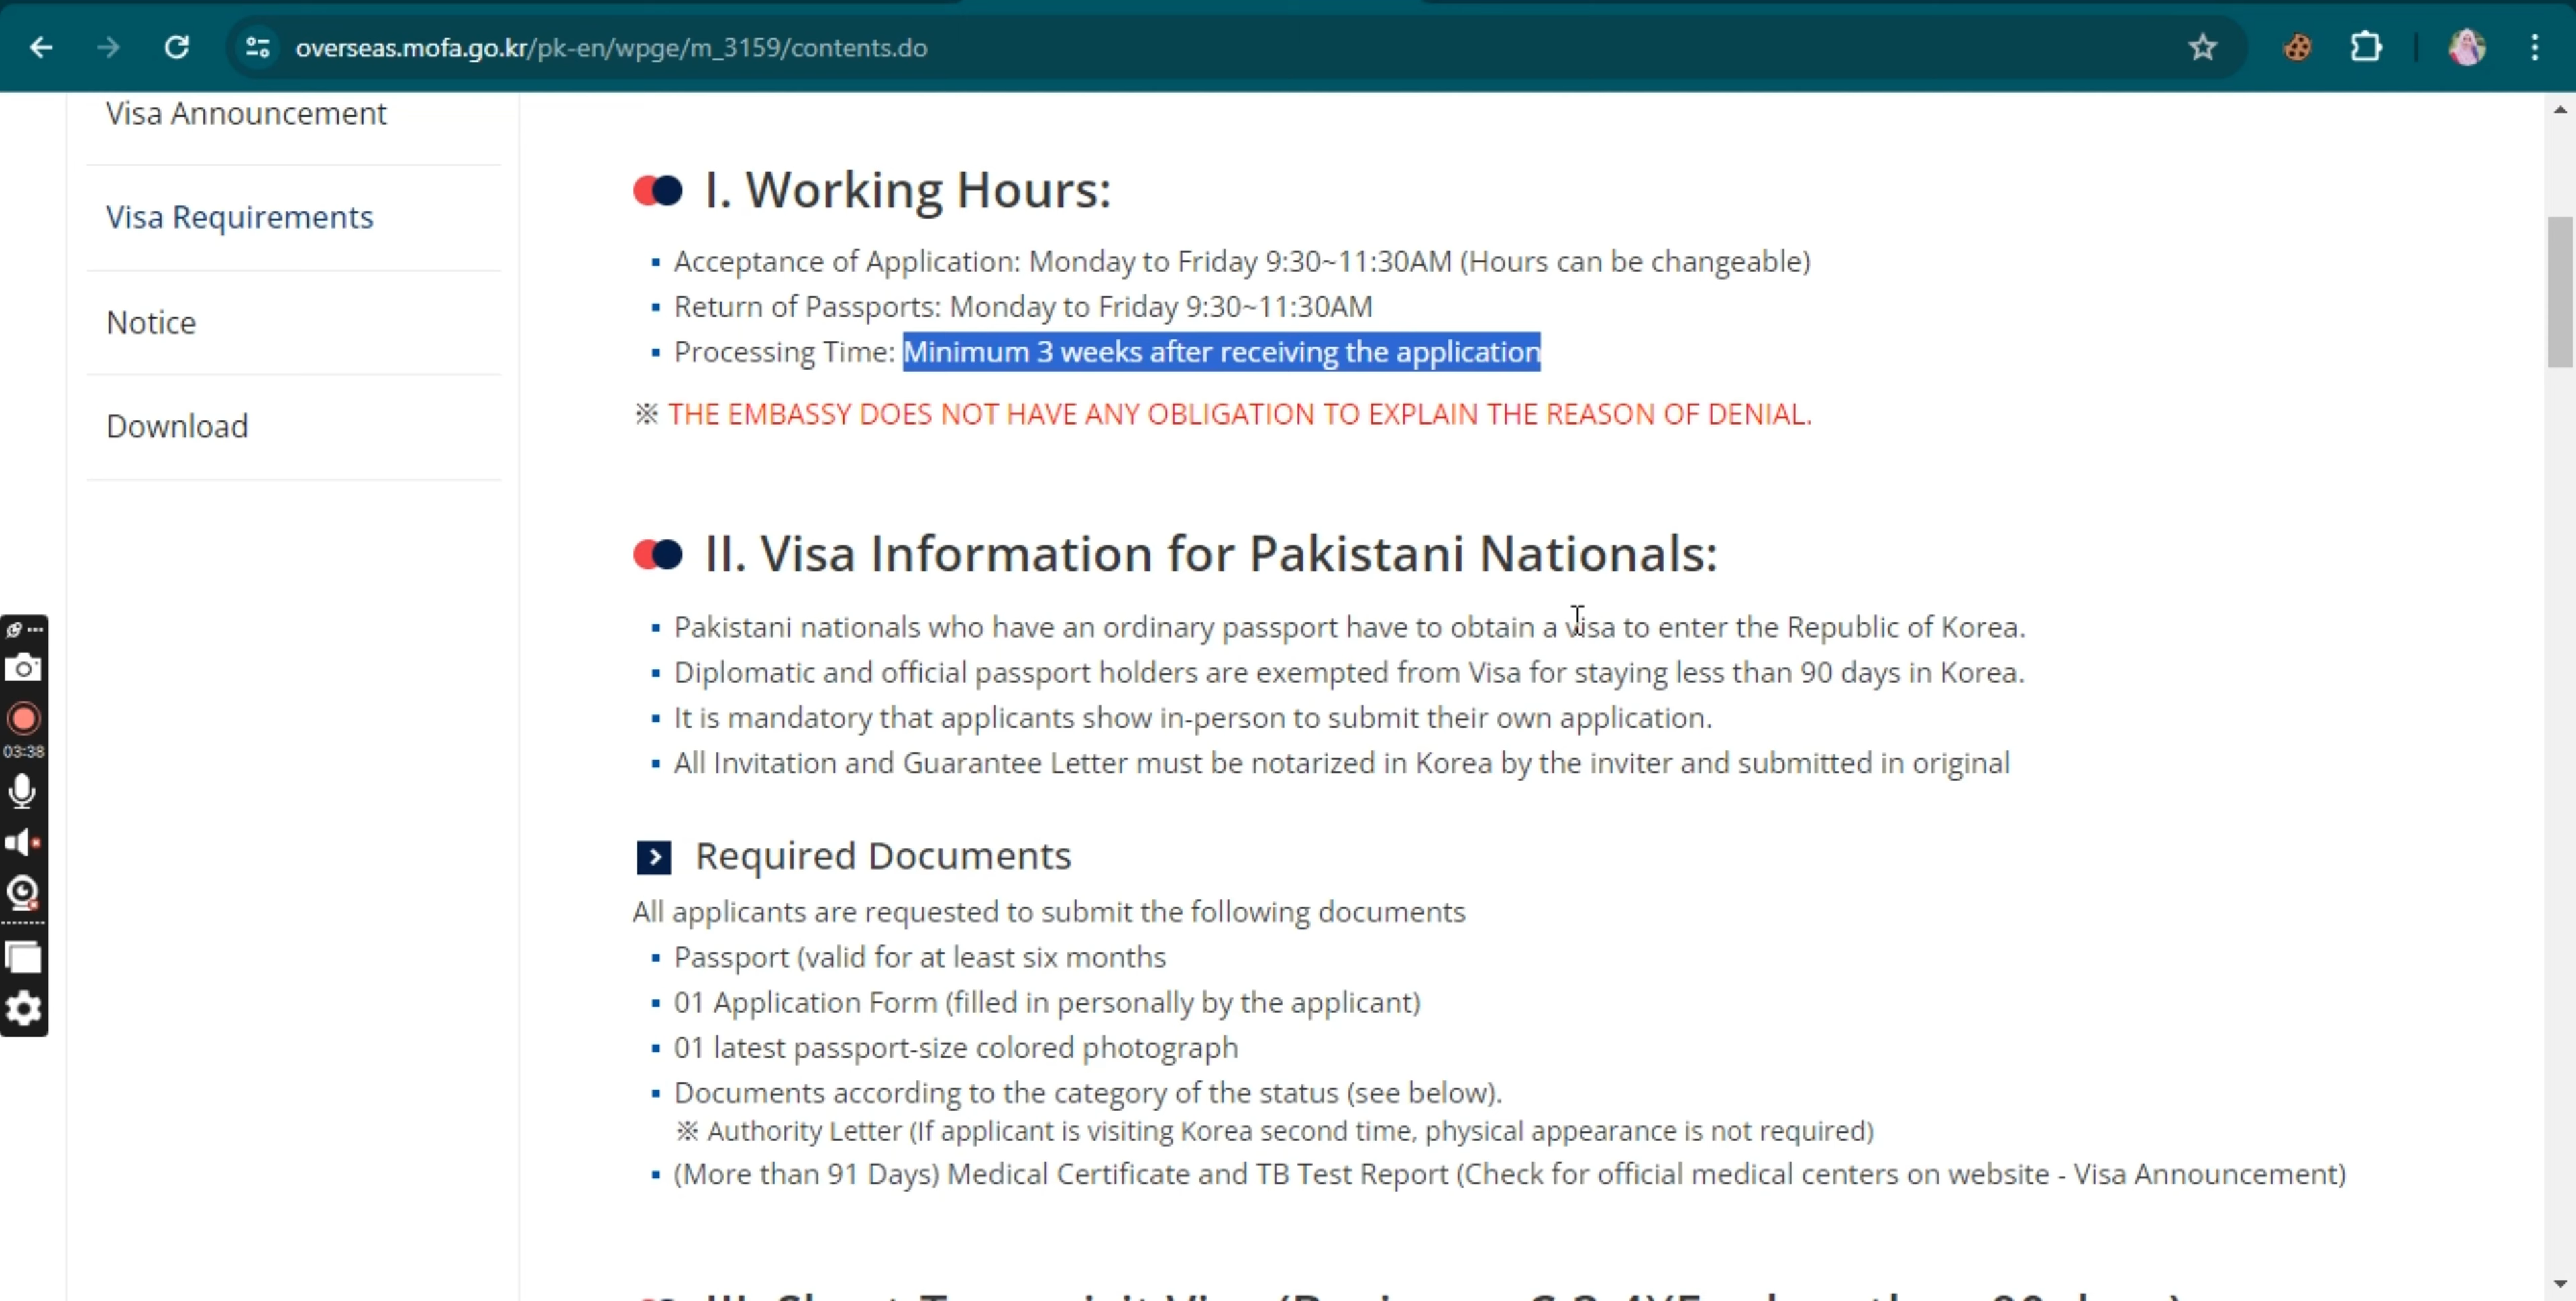 overseas.mofa.go.kr/pk-en/wpge/m_3159/contents.do
Visa Announcement
Visa Requirements
Notice
Download
I. Working Hours:
▪ Acceptance of Application: Monday to Friday 9:30~11:30AM (Hours can be changeable)
▪ Return of Passports: Monday to Friday 9:30~11:30AM
▪ Processing Time: Minimum 3 weeks after receiving the application
※ THE EMBASSY DOES NOT HAVE ANY OBLIGATION TO EXPLAIN THE REASON OF DENIAL.
II. Visa Information for Pakistani Nationals:
▪ Pakistani nationals who have an ordinary passport have to obtain a visa to enter the Republic of Korea.
▪ Diplomatic and official passport holders are exempted from Visa for staying less than 90 days in Korea.
▪ It is mandatory that applicants show in-person to submit their own application.
▪ All Invitation and Guarantee Letter must be notarized in Korea by the inviter and submitted in original
Required Documents
All applicants are requested to submit the following documents
▪ Passport (valid for at least six months
▪ 01 Application Form (filled in personally by the applicant)
▪ 01 latest passport-size colored photograph
▪ Documents according to the category of the status (see below).
※ Authority Letter (If applicant is visiting Korea second time, physical appearance is not required)
▪ (More than 91 Days) Medical Certificate and TB Test Report (Check for official medical centers on website - Visa Announcement)
03:38